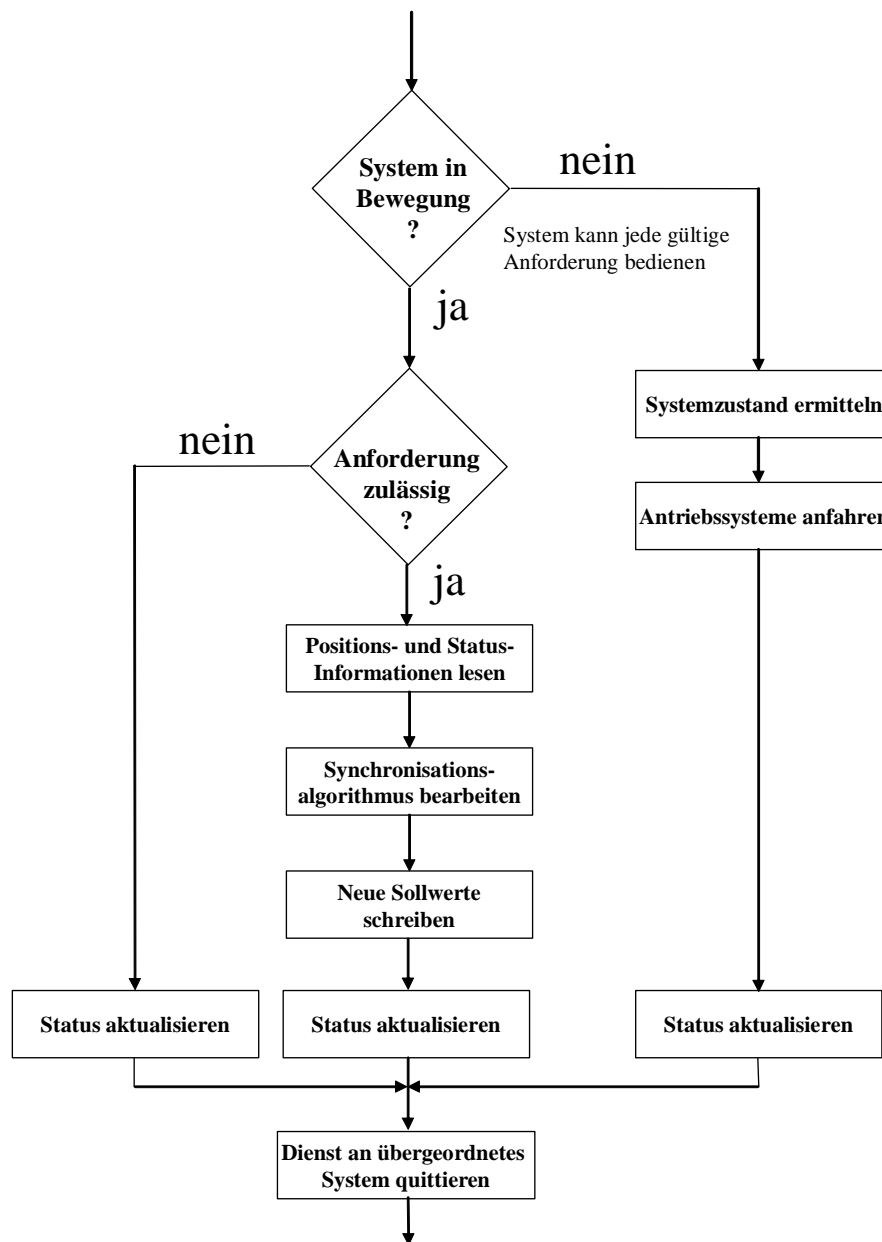 System in
Bewegung
?
nein
System kann jede gültige
Anforderung bedienen
ja
Systemzustand ermitteln
nein
Anforderung
zulässig
?
Antriebssysteme anfahren
ja
Positions- und Status-
Informationen lesen
Synchronisations-
algorithmus bearbeiten
Neue Sollwerte
schreiben
Status aktualisieren
Status aktualisieren
Status aktualisieren
Dienst an übergeordnetes
System quittieren